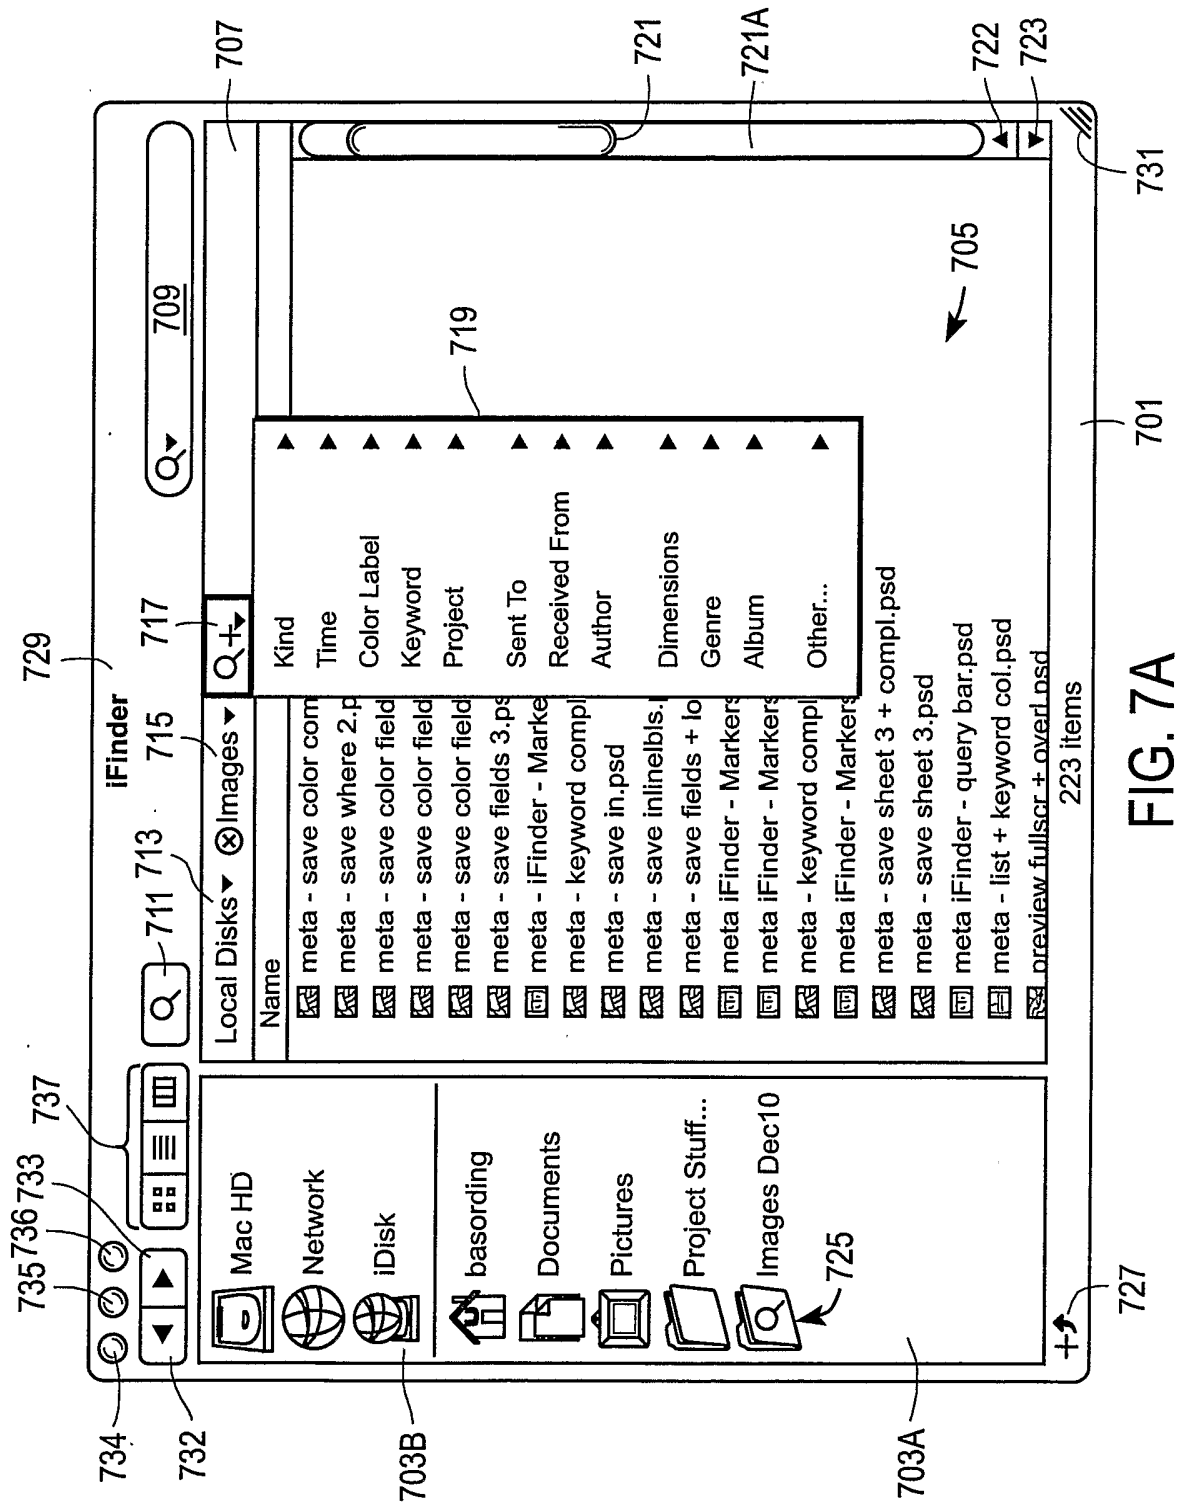 734
735
736
733
737
711
713
715
729
717
707
iFinder
709
732
Local Disks
Images
Name
721
721A
722
723
Mac HD
Network
iDisk
basording
Documents
Pictures
Project Stuff...
Images Dec10
725
703B
703A
meta - save color com
meta - save where 2.p
meta - save color field
meta - save color field
meta - save color field
meta - save fields 3.ps
meta - iFinder - Marke
meta - keyword compl
meta - save in.psd
meta - save inlinelbls.
meta - save fields + lo
meta iFinder - Markers
meta iFinder - Markers
meta - keyword compl
meta iFinder - Markers
meta - save sheet 3 + compl.psd
meta - save sheet 3.psd
meta iFinder - query bar.psd
meta - list + keyword col.psd
preview fullscr + overl.psd
Kind
Time
Color Label
Keyword
Project
Sent To
Received From
Author
Dimensions
Genre
Album
Other...
719
705
727
223 items
701
731
FIG. 7A